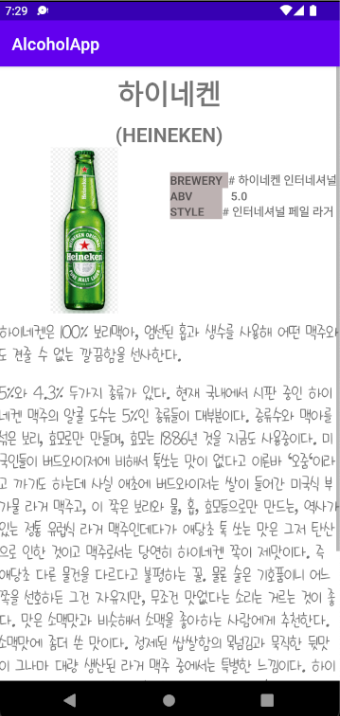 7:29
AlcoholApp
하이네켄
(HEINEKEN)
BREWERY # 하이네켄 인터네셔널
ABV 5.0
STYLE # 인터네셔널 페일 라거
Heineken
하이네켄은 100% 보리맥아, 엄선된 홉과 생수를 사용해 어떤 맥주와
도 견줄 수 없는 깔끔함을 선사한다.
5%와 4.3% 두가지 종류가 있다. 현재 국내에서 시판 중인 하이
네켄 맥주의 알콜 도수는 5%인 종류들이 대부분이다. 증류수와 맥아를
섞은 보리, 효모로만 만들며, 효모는 1886년 것을 지금도 사용중이다. 미
국인들이 버드와이저에 비해서 톡쏘는 맛이 없다고 이른바 "오줌"이라
고 까기도 하는데 사실 애초에 버드와이저는 쌀이 들어간 미국식 부
가물 라거 맥주고, 이 쪽은 보리와 물, 홉, 효모등으로만 만드는, 역사가
있는 정통 유럽식 라거 맥주인데다가 애당초 톡 쏘는 맛은 그저 탄산
으로 인한 것이고 맥주로서는 당연히 하이네켄 쪽이 제맛이다. 즉
애당초 다른 물건을 다르다고 불평하는 꼴. 물론 술은 기호품이니 어느
쪽을 선호하든 그건 자유지만, 무조건 맛없다는 소리는 거르는 것이 좋
다. 맛은 소맥맛과 비슷해서 소맥을 좋아하는 사람에게 추천한다.
소맥맛에 좀더 쓴 맛이다. 정제된 쌉쌀함의 목넘김과 묵직한 뒷맛
이 그나마 대량 생산된 라거 맥주 중에서는 특별한 느낌이다. 하이